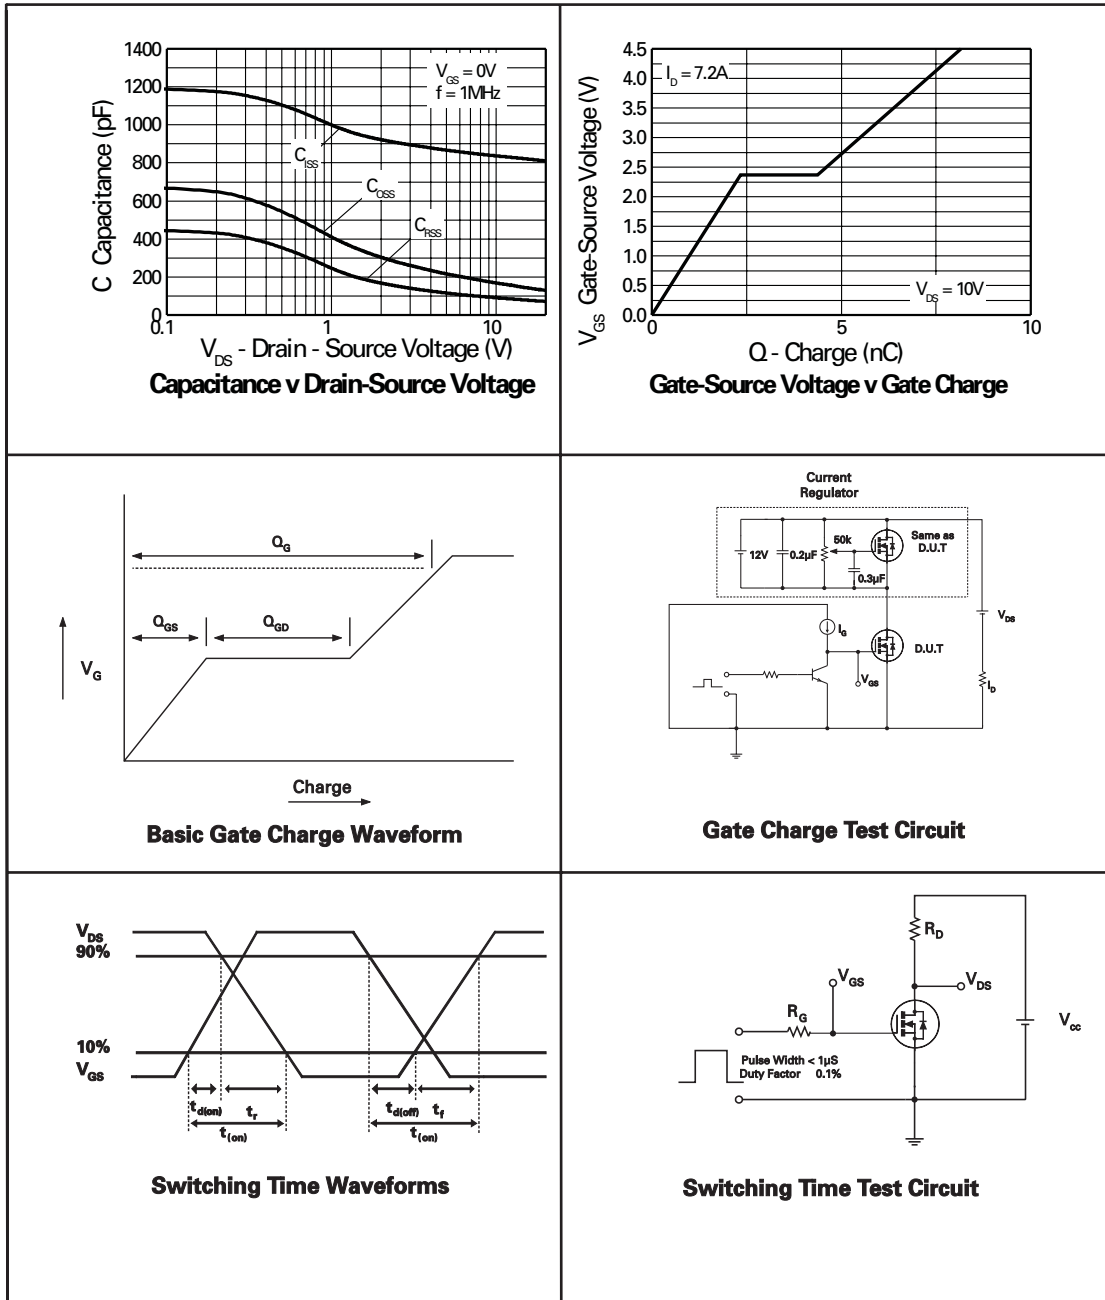 1400
1200
1000
800
600
400
200
0
C Capacitance (pF)
V_GS = 0V
f = 1MHz
C_ISS
C_OSS
C_RSS
0.1 1 10
V_DS - Drain - Source Voltage (V)
Capacitance v Drain-Source Voltage
4.5
4.0
3.5
3.0
2.5
2.0
1.5
1.0
0.5
0.0
V_GS Gate-Source Voltage (V)
I_D = 7.2A
V_DS = 10V
0 5 10
Q - Charge (nC)
Gate-Source Voltage v Gate Charge
Q_G
Q_GS Q_GD
V_G
Charge
Basic Gate Charge Waveform
Current
Regulator
12V 0.2µF 50k
0.3µF
Same as
D.U.T
I_G
V_GS
D.U.T
V_DS
I_D
Gate Charge Test Circuit
V_DS
90%
10%
V_GS
t_d(on) t_r t_d(off) t_f
t_(on) t_(on)
Switching Time Waveforms
R_D
V_GS
V_DS
R_G
V_cc
Pulse Width < 1µS
Duty Factor 0.1%
Switching Time Test Circuit